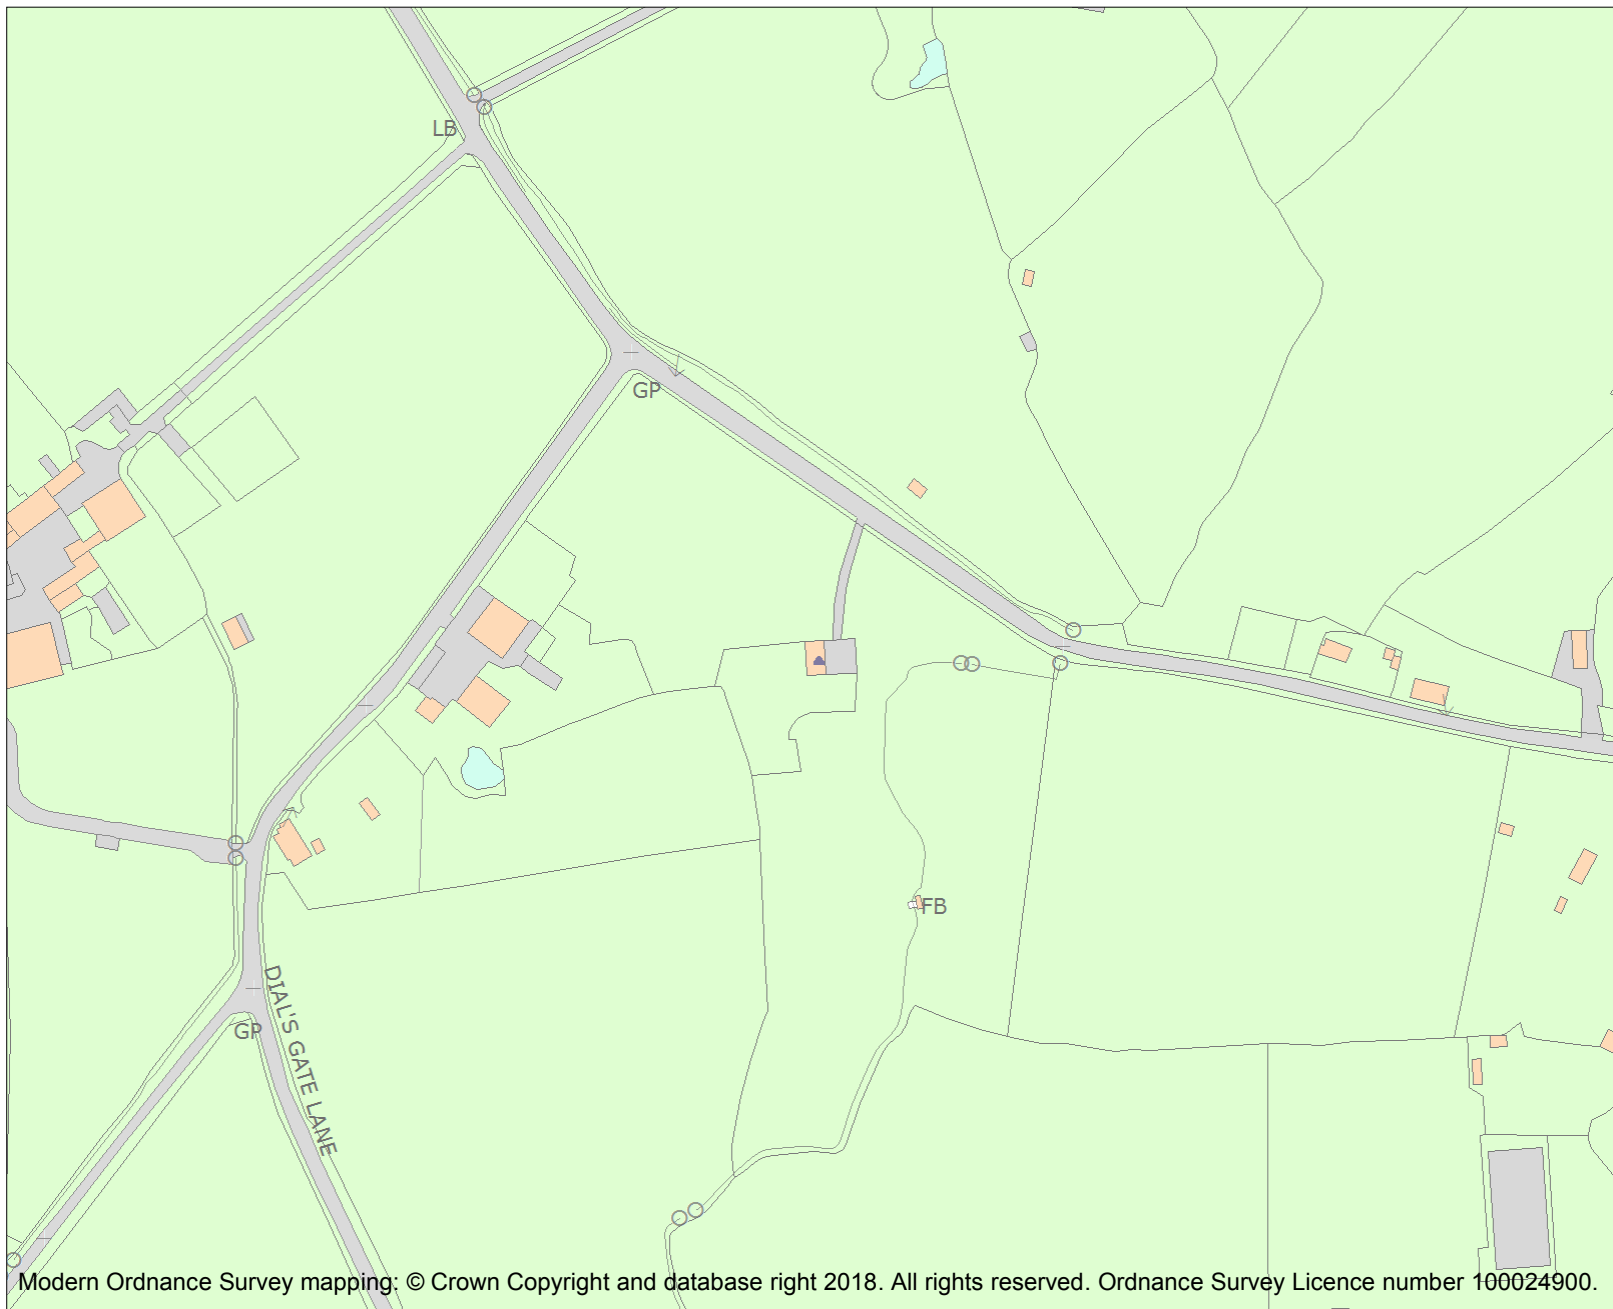 LB
GP
FB
DIAL'S GATE LANE
GP
Modern Ordnance Survey mapping: © Crown Copyright and database right 2018. All rights reserved. Ordnance Survey Licence number 100024900.